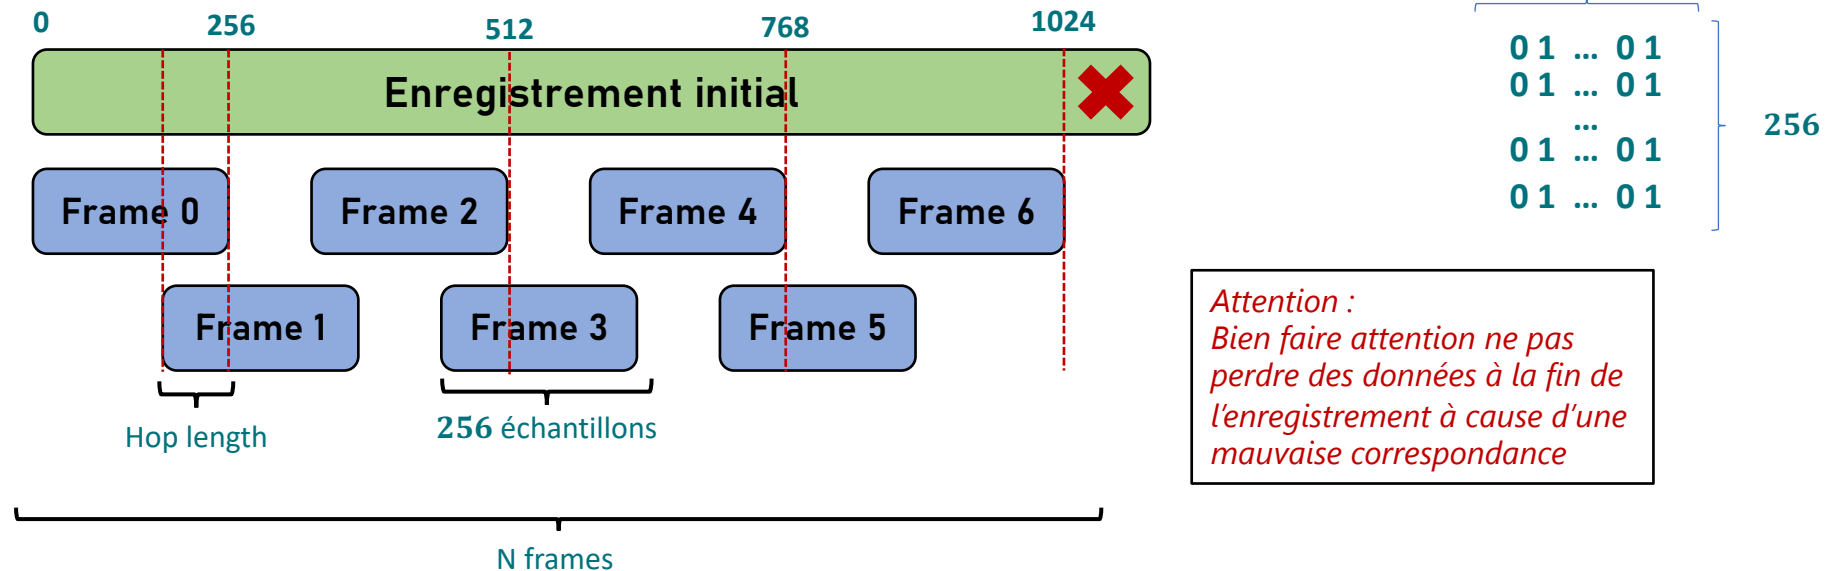 0 256 512 768 1024
Enregistrement initial
Frame 0 Frame 2 Frame 4 Frame 6
Frame 1 Frame 3 Frame 5
Hop length
256 échantillons
N frames
0 1 ... 0 1
0 1 ... 0 1
...
0 1 ... 0 1
0 1 ... 0 1
256
Attention :
Bien faire attention ne pas
perdre des données à la fin de
l'enregistrement à cause d'une
mauvaise correspondance